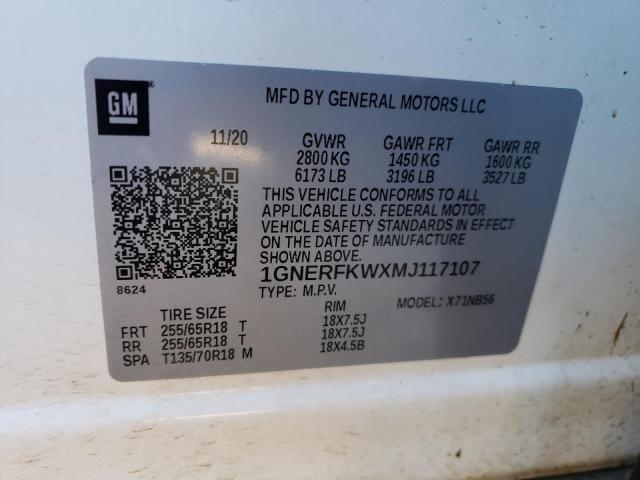 GM
MFD BY GENERAL MOTORS LLC
11/20 GVWR GAWR FRT GAWR RR
2800 KG 1450 KG 1600 KG
6173 LB 3196 LB 3527 LB
THIS VEHICLE CONFORMS TO ALL
APPLICABLE U.S. FEDERAL MOTOR
VEHICLE SAFETY STANDARDS IN EFFECT
ON THE DATE OF MANUFACTURE
SHOWN ABOVE.
1GNERFKWXMJ117107
8624
TYPE: M.P.V. MODEL: X71NB56
TIRE SIZE RIM
FRT 255/65R18 T 18X7.5J
RR 255/65R18 T 18X7.5J
SPA T135/70R18 M 18X4.5B